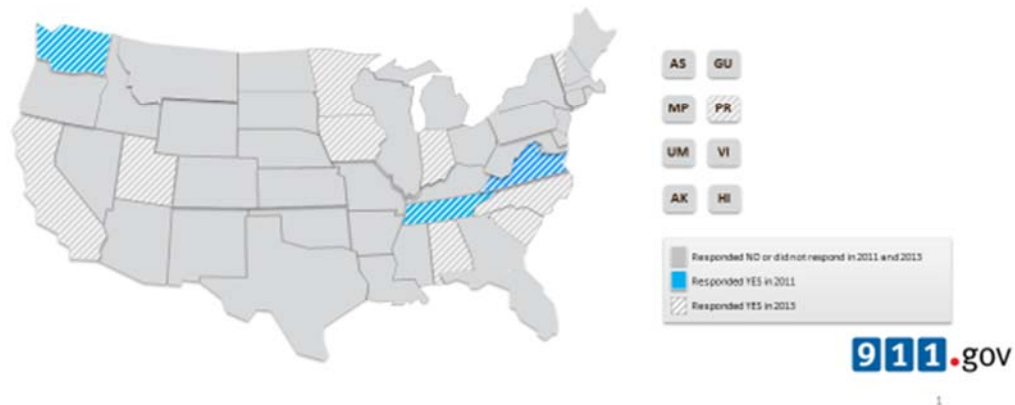 AS GU
MP PR
UM VI
AK HI
Responded NO or did not respond in 2011 and 2013
Responded YES in 2011
Responded YES in 2013
911.gov
1